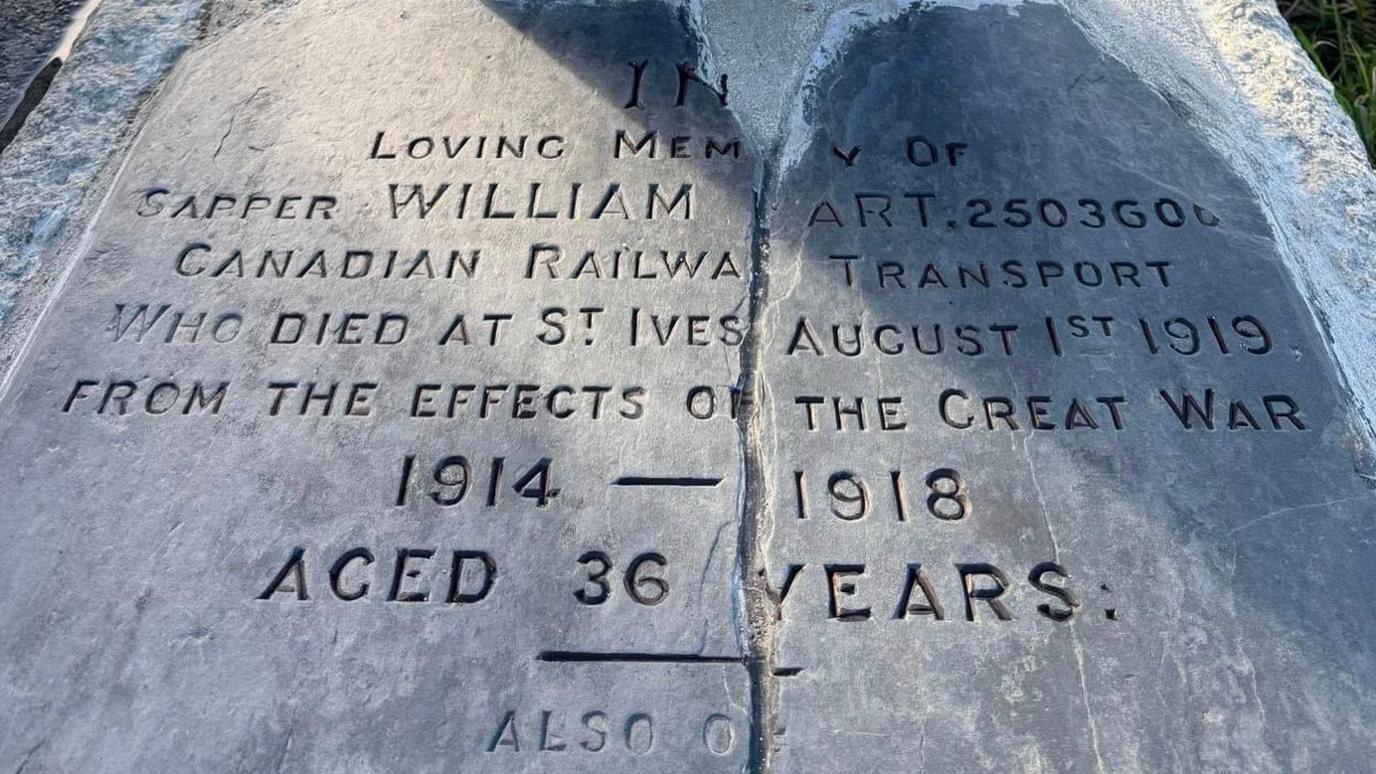 IN
LOVING MEM Y OF
SAPPER WILLIAM ART. 2503600
CANADIAN RAILWA TRANSPORT
WHO DIED AT ST IVES AUGUST 1ST 1919
FROM THE EFFECTS OF THE GREAT WAR
1914 — 1918
AGED 36 YEARS:
ALSO O